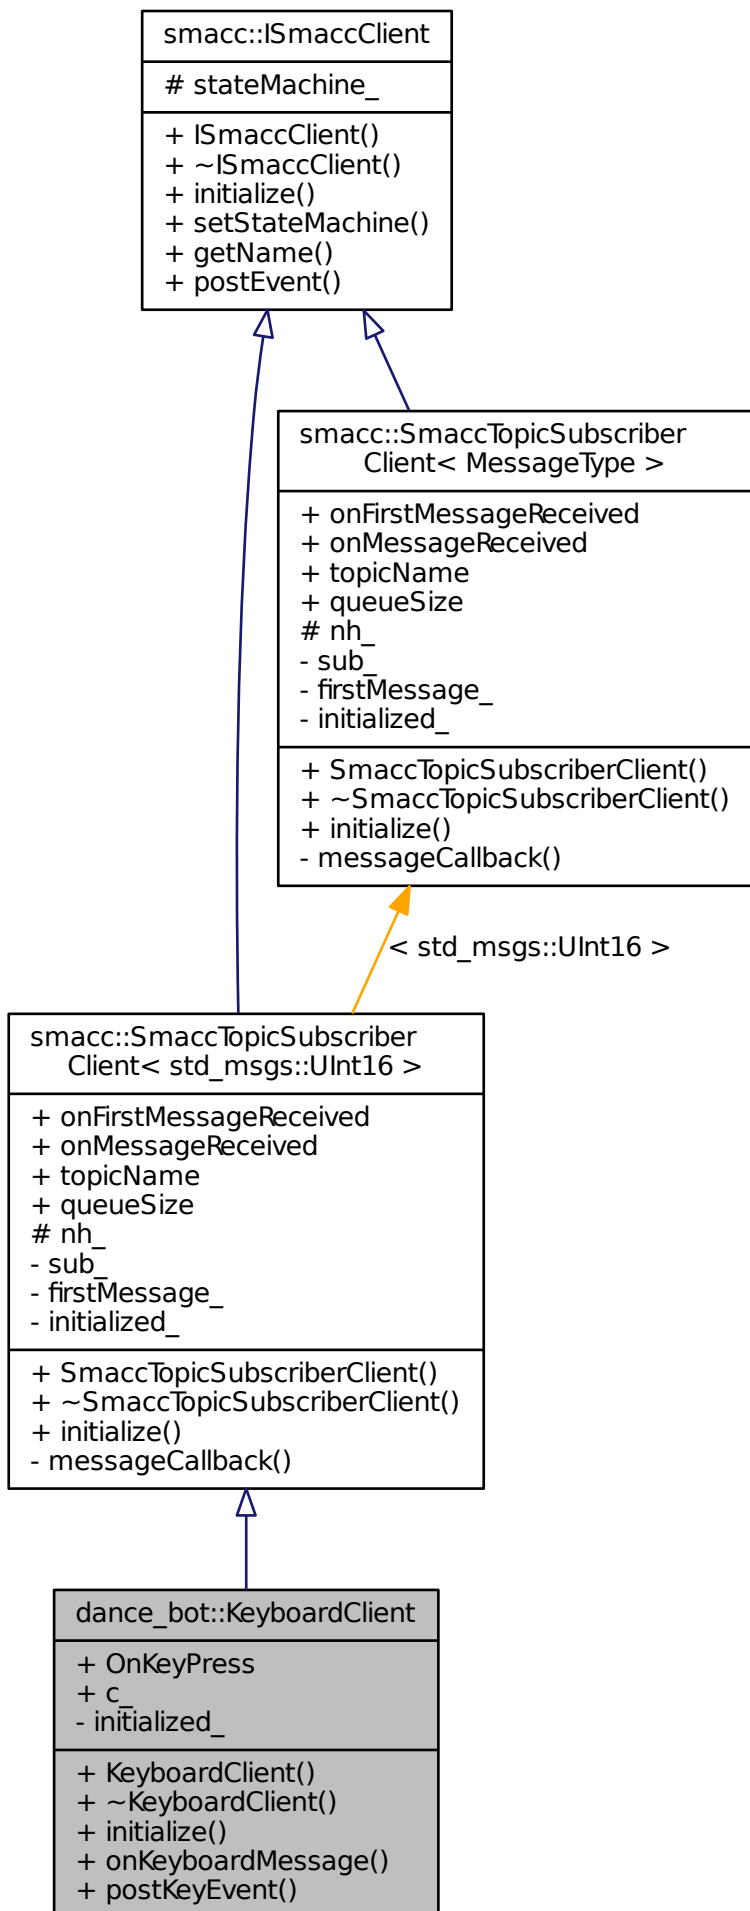 smacc::ISmaccClient
# stateMachine_
+ ISmaccClient()
+ ~ISmaccClient()
+ initialize()
+ setStateMachine()
+ getName()
+ postEvent()
smacc::SmaccTopicSubscriber
Client< MessageType >
+ onFirstMessageReceived
+ onMessageReceived
+ topicName
+ queueSize
# nh_
- sub_
- firstMessage_
- initialized_
+ SmaccTopicSubscriberClient()
+ ~SmaccTopicSubscriberClient()
+ initialize()
- messageCallback()
< std_msgs::UInt16 >
smacc::SmaccTopicSubscriber
Client< std_msgs::UInt16 >
+ onFirstMessageReceived
+ onMessageReceived
+ topicName
+ queueSize
# nh_
- sub_
- firstMessage_
- initialized_
+ SmaccTopicSubscriberClient()
+ ~SmaccTopicSubscriberClient()
+ initialize()
- messageCallback()
dance_bot::KeyboardClient
+ OnKeyPress
+ c_
- initialized_
+ KeyboardClient()
+ ~KeyboardClient()
+ initialize()
+ onKeyboardMessage()
+ postKeyEvent()